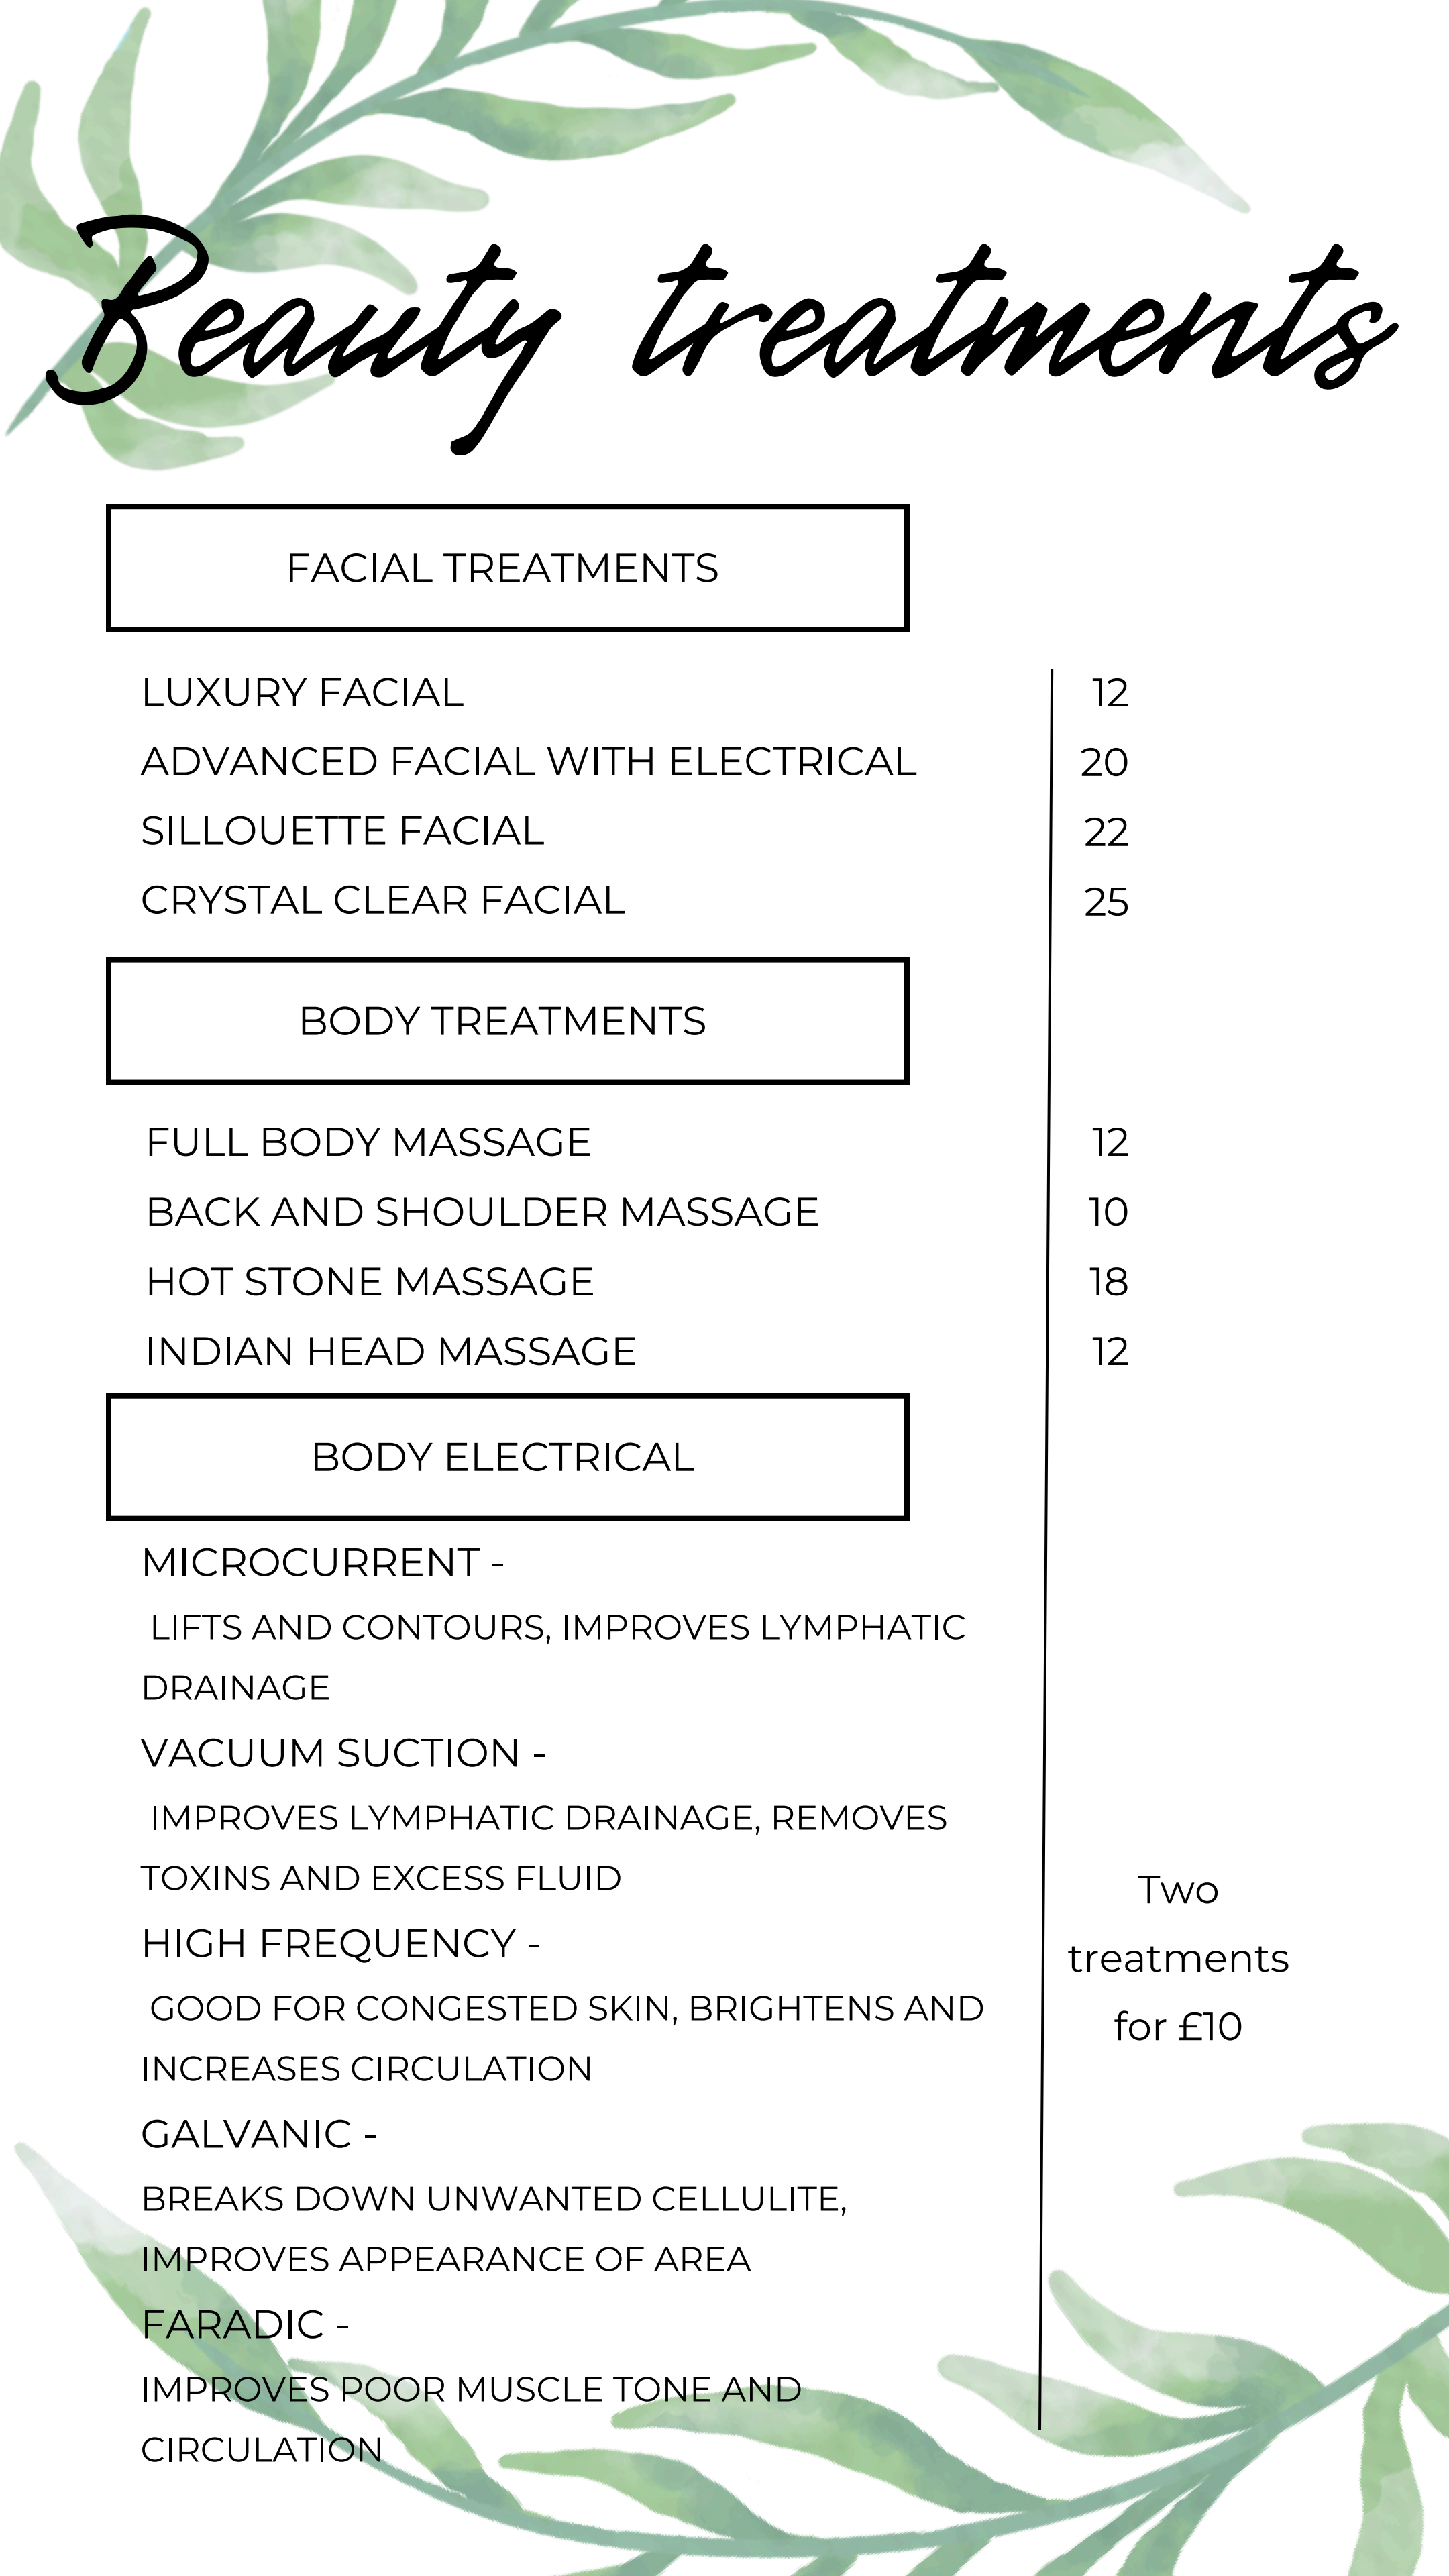 Beauty treatments
FACIAL TREATMENTS
LUXURY FACIAL 12
ADVANCED FACIAL WITH ELECTRICAL 20
SILLOUETTE FACIAL 22
CRYSTAL CLEAR FACIAL 25
BODY TREATMENTS
FULL BODY MASSAGE 12
BACK AND SHOULDER MASSAGE 10
HOT STONE MASSAGE 18
INDIAN HEAD MASSAGE 12
BODY ELECTRICAL
MICROCURRENT -
LIFTS AND CONTOURS, IMPROVES LYMPHATIC
DRAINAGE
VACUUM SUCTION -
IMPROVES LYMPHATIC DRAINAGE, REMOVES
TOXINS AND EXCESS FLUID
HIGH FREQUENCY -
GOOD FOR CONGESTED SKIN, BRIGHTENS AND
INCREASES CIRCULATION
GALVANIC -
BREAKS DOWN UNWANTED CELLULITE,
IMPROVES APPEARANCE OF AREA
FARADIC -
IMPROVES POOR MUSCLE TONE AND
CIRCULATION
Two
treatments
for £10